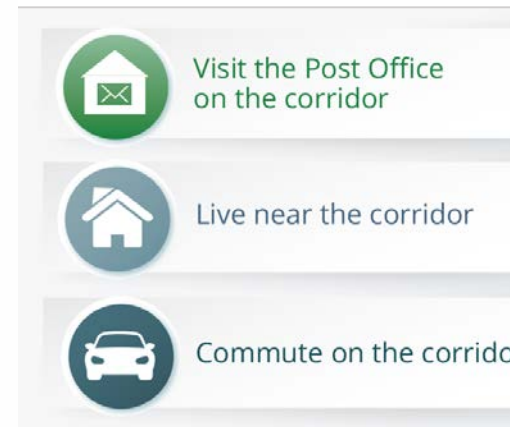 Visit the Post Office
on the corridor
Live near the corridor
Commute on the corrido